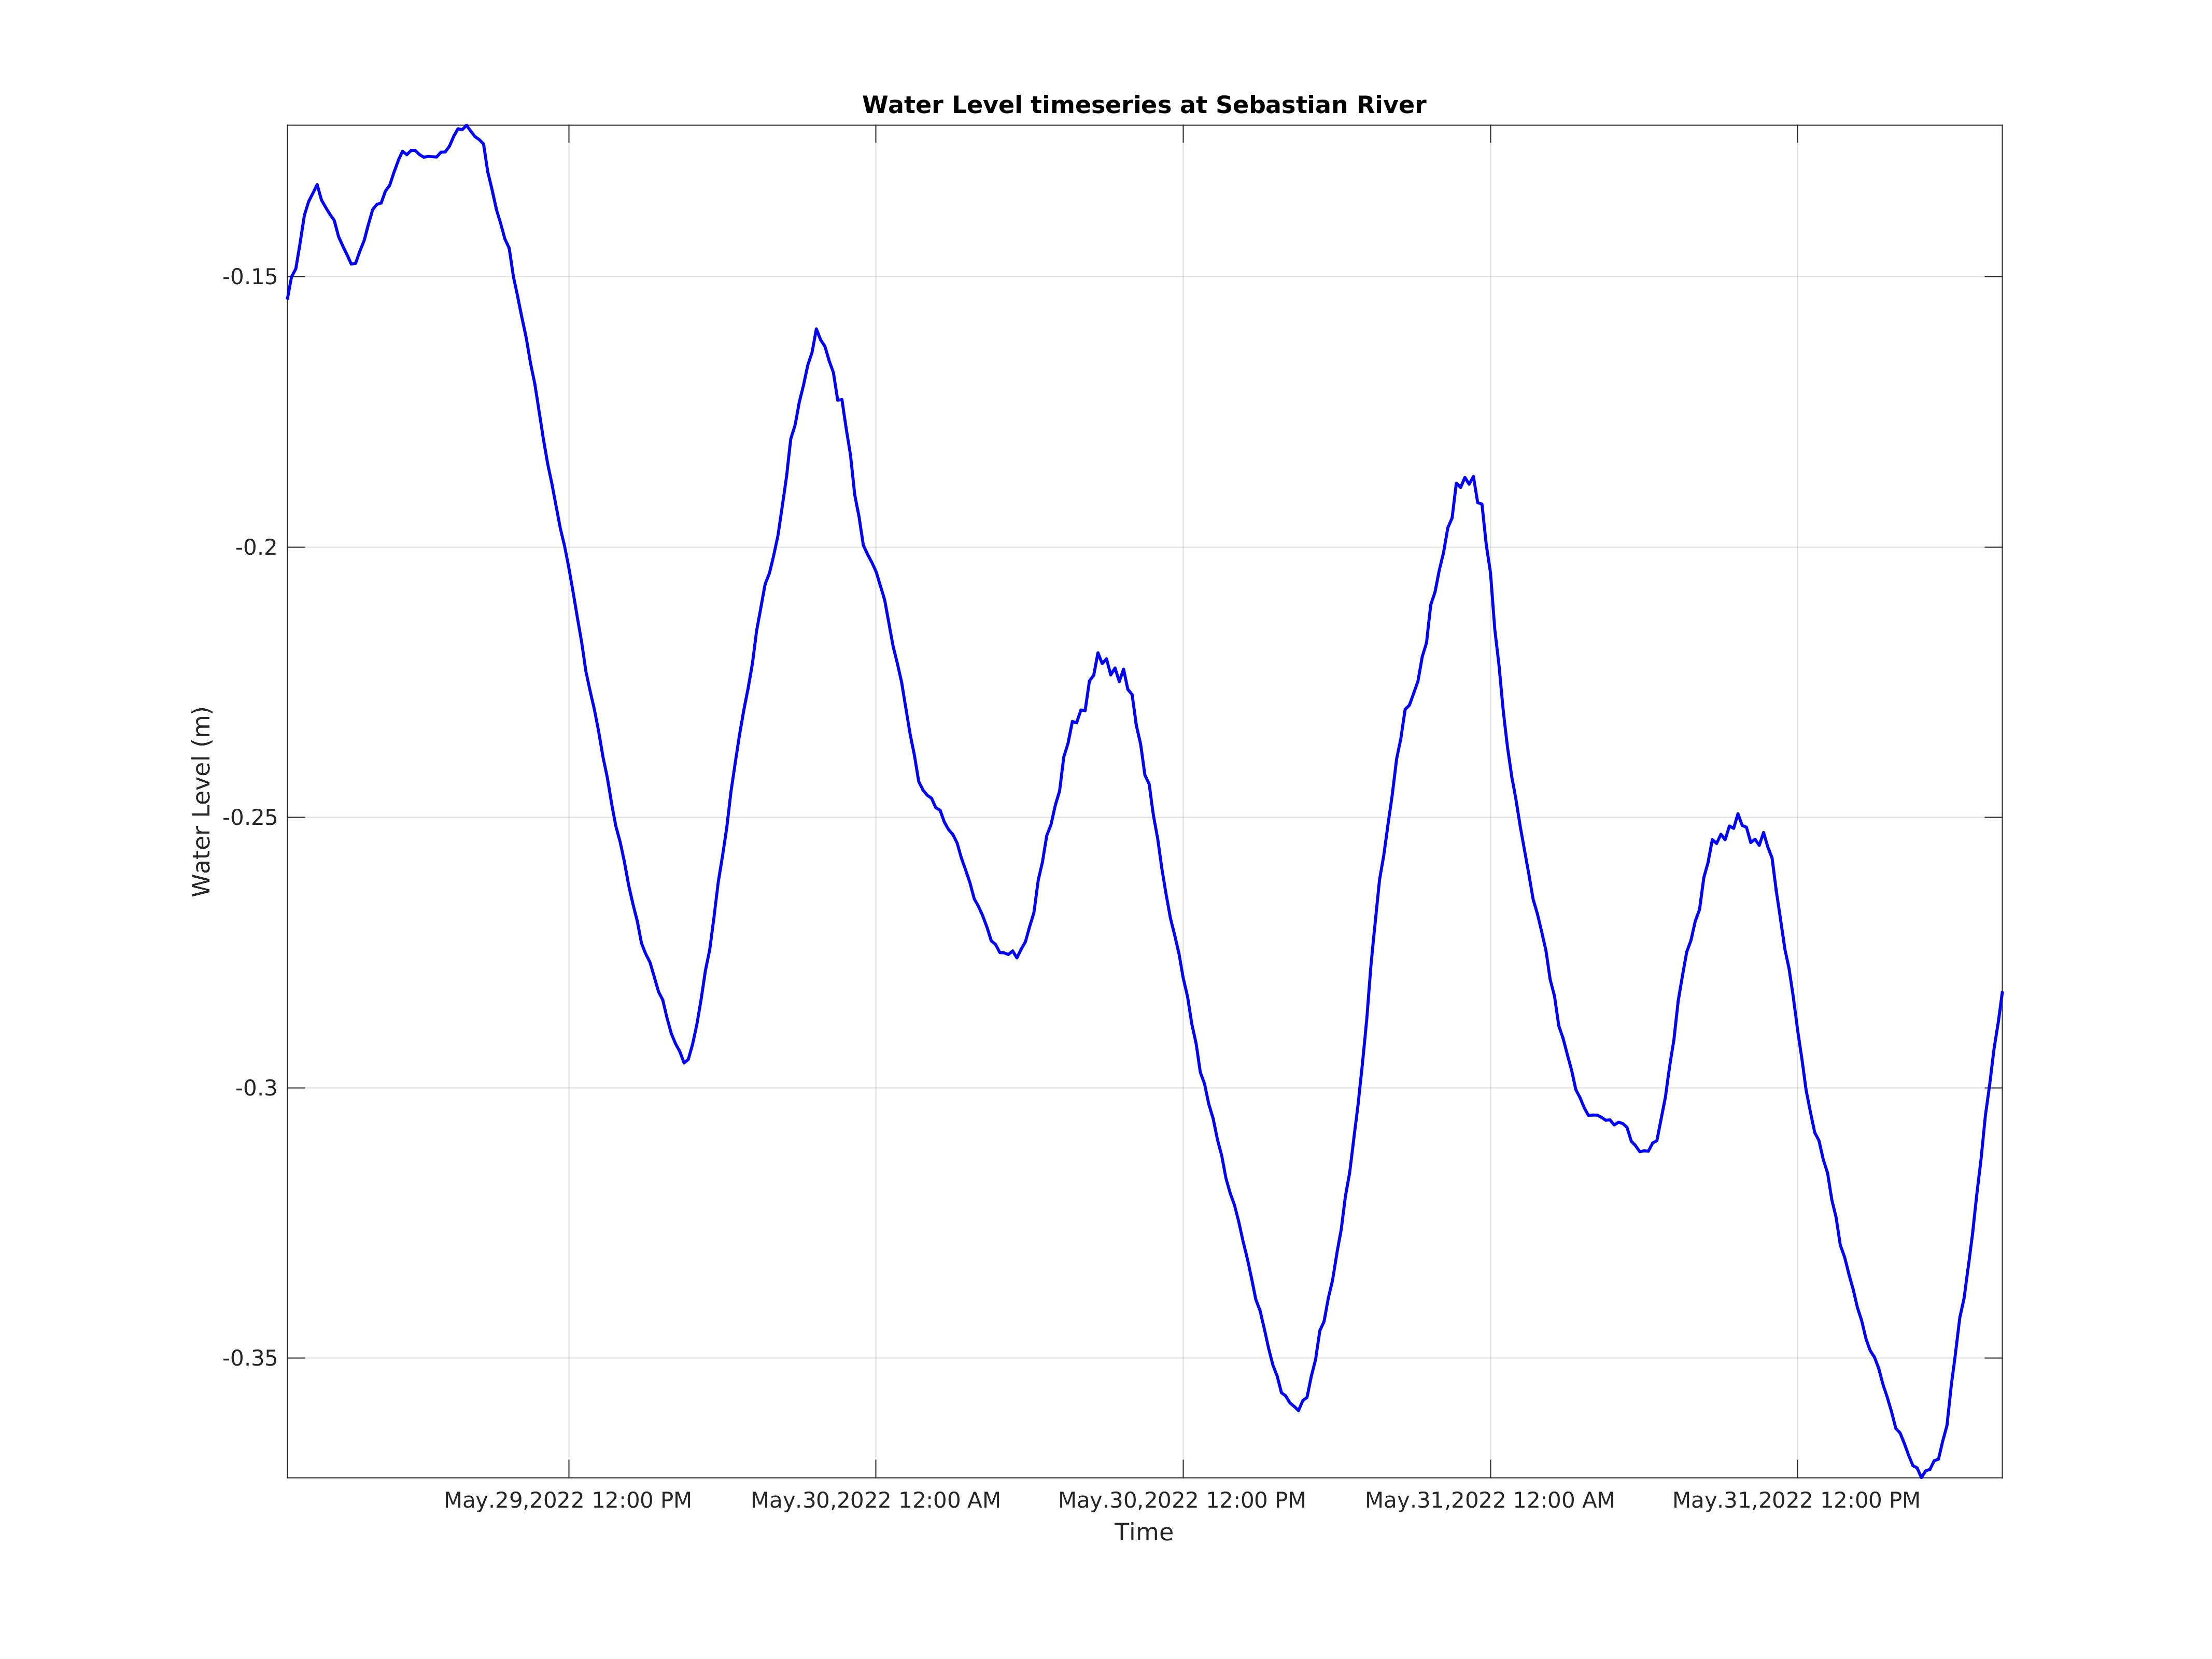 Water Level timeseries at Sebastian River
Water Level (m)
-0.15
-0.2
-0.25
-0.3
-0.35
May.29,2022 12:00 PM
May.30,2022 12:00 AM
May.30,2022 12:00 PM
May.31,2022 12:00 AM
May.31,2022 12:00 PM
Time